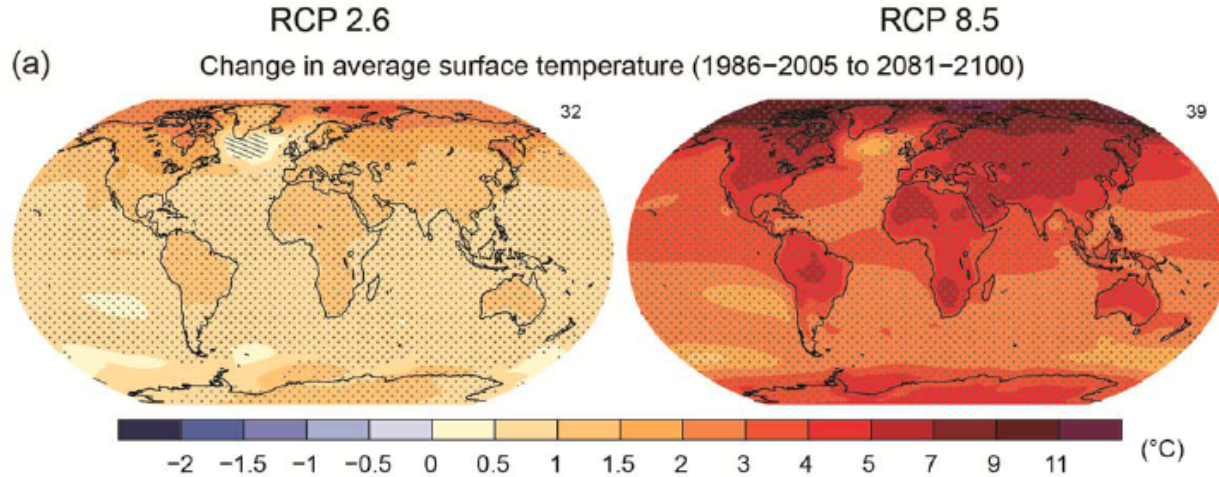 RCP 2.6 RCP 8.5
(a) Change in average surface temperature (1986−2005 to 2081−2100)
32 39
−2 −1.5 −1 −0.5 0 0.5 1 1.5 2 3 4 5 7 9 11 (°C)